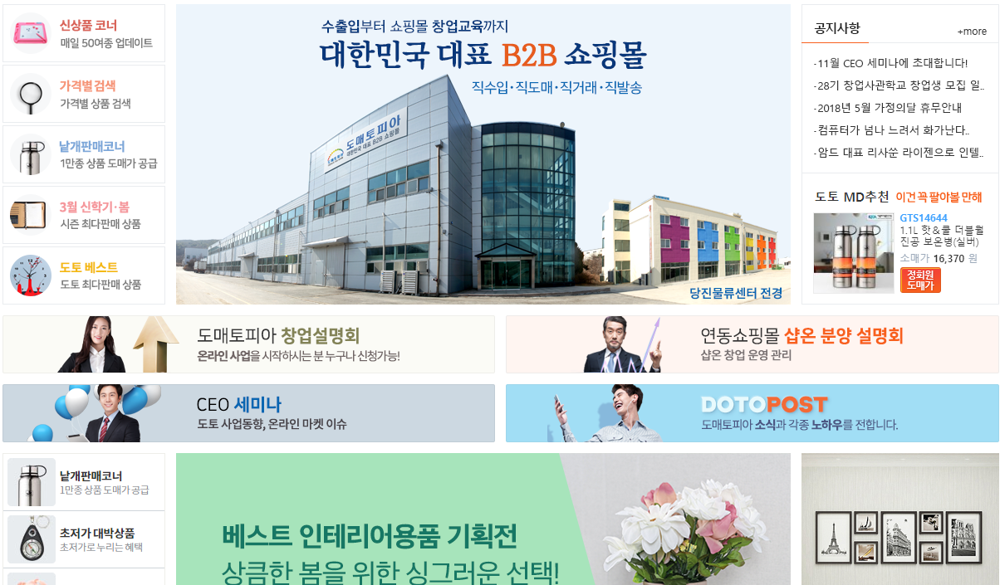 신상품 코너
매일 50여종 업데이트
가격별 검색
가격별 상품 검색
낱개판매코너
1만종 상품 도매가 공급
3월 신학기·봄
시즌 최다판매 상품
도토 베스트
도토 최다판매 상품
수출입부터 쇼핑몰 창업교육까지
대한민국 대표 B2B 쇼핑몰
직수입·직도매·직거래·직발송
도매토피아
대한민국 대표 B2B 쇼핑몰
당진물류센터 전경
공지사항
+more
·11월 CEO 세미나에 초대합니다!
·28기 창업사관학교 창업생 모집 일..
·2018년 5월 가정의달 휴무안내
·컴퓨터가 넘나 느려서 화가난다..
·암드 대표 리사쑨 라이젠으로 인텔..
도토 MD추천 이건 꼭 팔아볼 만해
GTS14644
1.1L 핫&쿨 더블월
진공 보온병(실버)
소매가 16,370 원
정회원
도매가
도매토피아 창업설명회
온라인 사업을 시작하시는 분 누구나 신청가능!
연동쇼핑몰 샵온 분양 설명회
샵온 창업 운영 관리
CEO 세미나
도토 사업동향, 온라인 마켓 이슈
DOTOPOST
도매토피아 소식과 각종 노하우를 전합니다.
낱개판매코너
1만종 상품 도매가 공급
초저가 대박상품
초저가로 누리는 혜택
베스트 인테리어용품 기획전
상큼한 봄을 위한 싱그러운 선택!